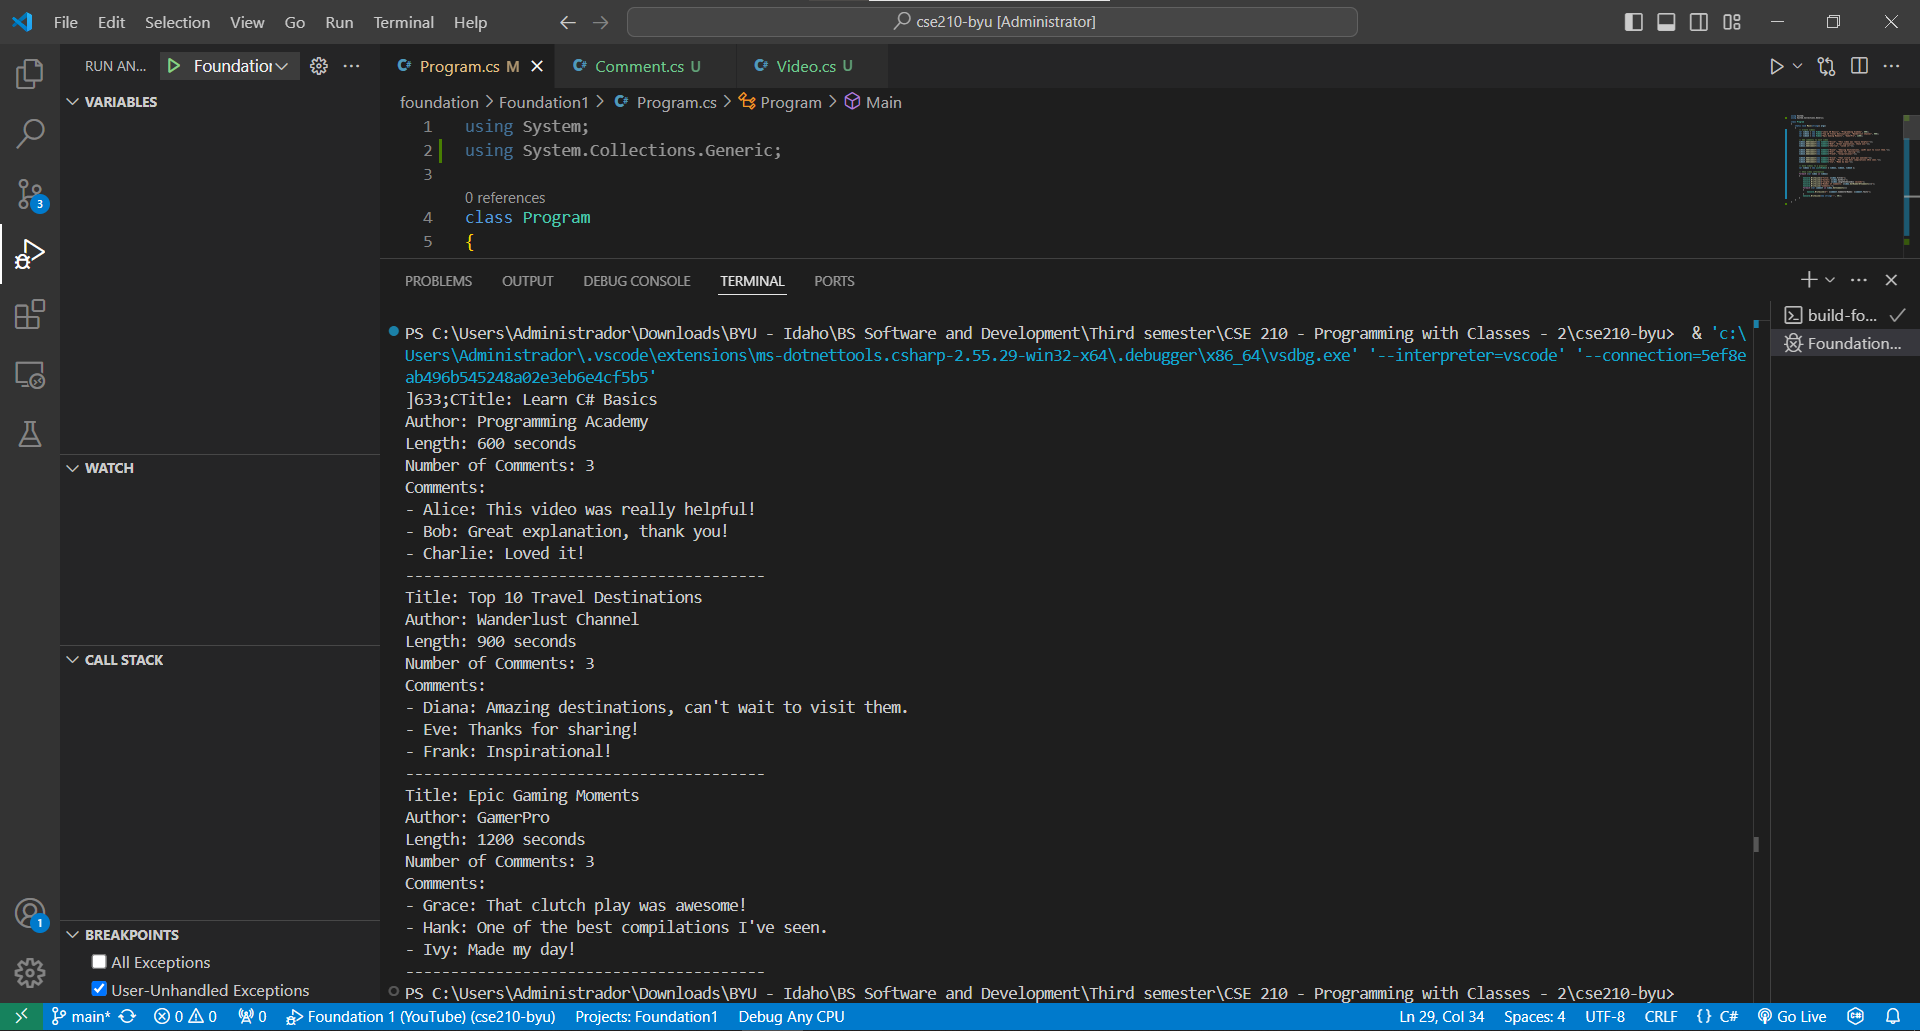 File Edit Selection View Go Run Terminal Help
cse210-byu [Administrator]
RUN AN...
Foundation
Program.cs M
Comment.cs U
Video.cs U
VARIABLES
foundation > Foundation1 > Program.cs > Program > Main
1 using System;
2 using System.Collections.Generic;
3
0 references
4 class Program
5 {
PROBLEMS OUTPUT DEBUG CONSOLE TERMINAL PORTS
build-fo...
Foundation...
PS C:\Users\Administrador\Downloads\BYU - Idaho\BS Software and Development\Third semester\CSE 210 - Programming with Classes - 2\cse210-byu> & 'c:\
Users\Administrador\.vscode\extensions\ms-dotnettools.csharp-2.55.29-win32-x64\.debugger\x86_64\vsdbg.exe' '--interpreter=vscode' '--connection=5ef8e
ab496b545248a02e3eb6e4cf5b5'
]633;CTitle: Learn C# Basics
Author: Programming Academy
Length: 600 seconds
Number of Comments: 3
Comments:
- Alice: This video was really helpful!
- Bob: Great explanation, thank you!
- Charlie: Loved it!
----------------------------------------
Title: Top 10 Travel Destinations
Author: Wanderlust Channel
Length: 900 seconds
Number of Comments: 3
Comments:
- Diana: Amazing destinations, can't wait to visit them.
- Eve: Thanks for sharing!
- Frank: Inspirational!
----------------------------------------
Title: Epic Gaming Moments
Author: GamerPro
Length: 1200 seconds
Number of Comments: 3
Comments:
- Grace: That clutch play was awesome!
- Hank: One of the best compilations I've seen.
- Ivy: Made my day!
----------------------------------------
PS C:\Users\Administrador\Downloads\BYU - Idaho\BS Software and Development\Third semester\CSE 210 - Programming with Classes - 2\cse210-byu>
WATCH
CALL STACK
BREAKPOINTS
All Exceptions
User-Unhandled Exceptions
3
1
main* 0 0 0 Foundation 1 (YouTube) (cse210-byu) Projects: Foundation1 Debug Any CPU
Ln 29, Col 34 Spaces: 4 UTF-8 CRLF {} C# Go Live